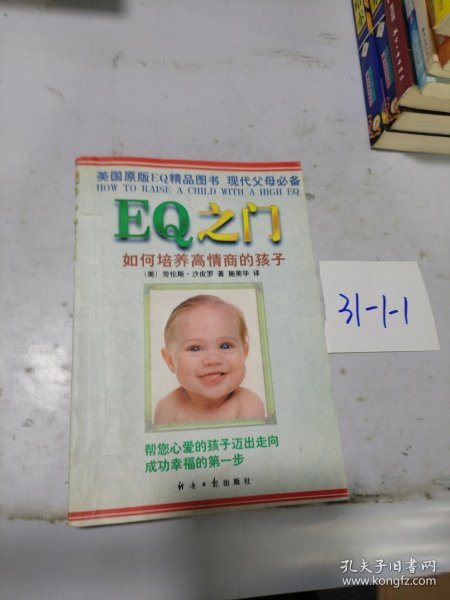 美国原版EQ精品图书 现代父母必备
HOW TO RAISE A CHILD WITH A HIGH EQ
EQ之门
如何培养高情商的孩子
（美）劳伦斯·沙皮罗 著 施美华 译
31-1-1
帮您心爱的孩子迈出走向
成功幸福的第一步
经济日报出版社
孔夫子旧书网
www.kongfz.com